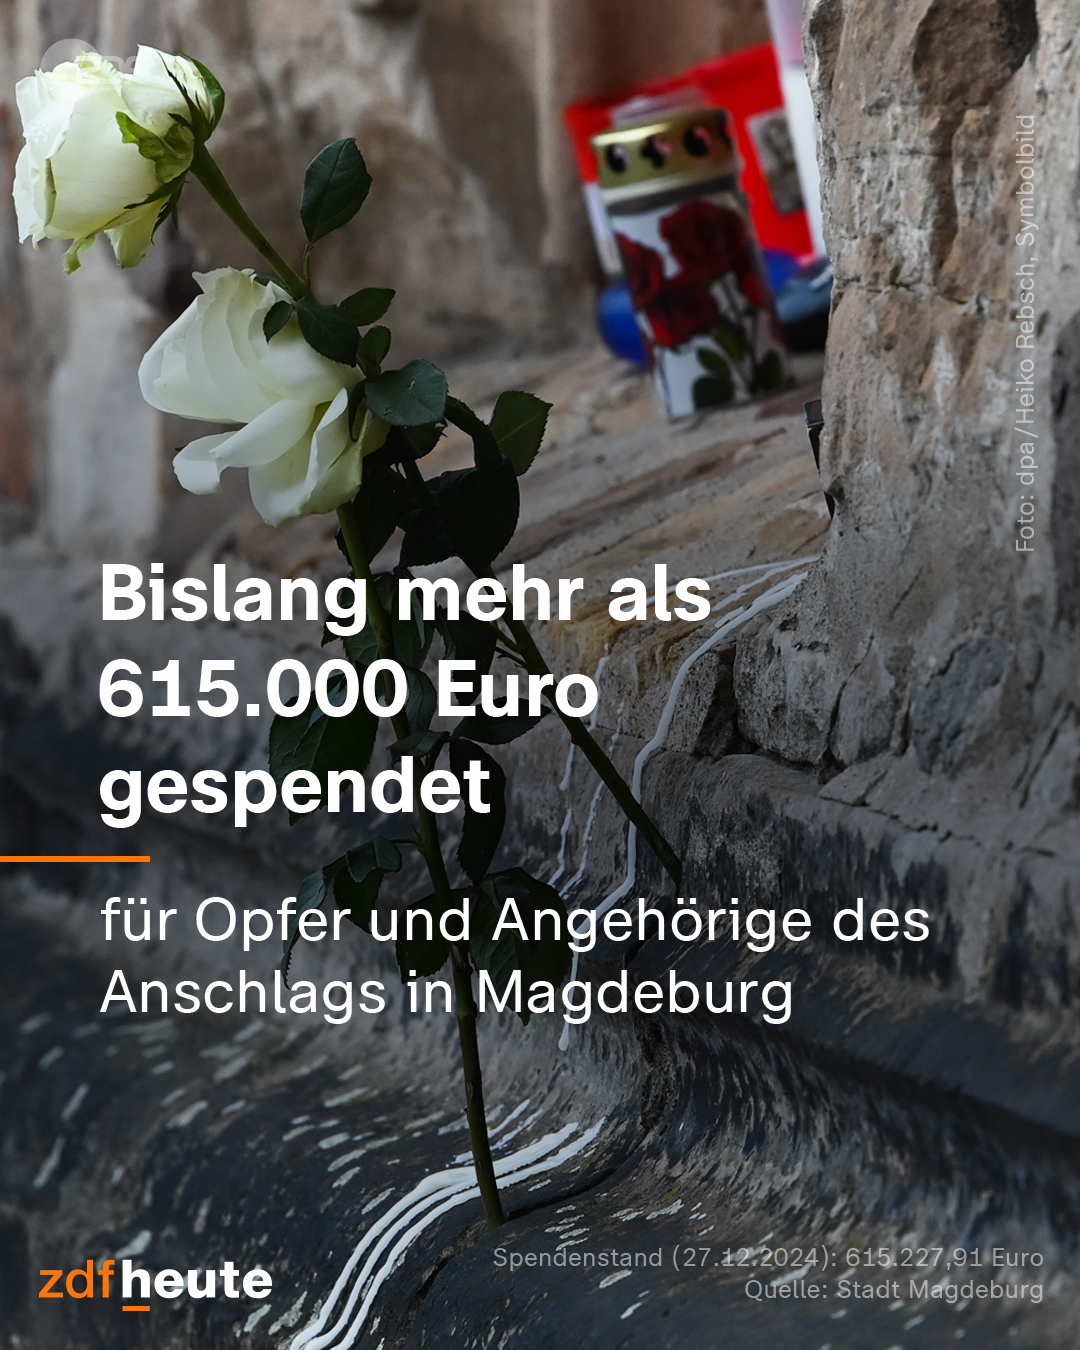 Foto: dpa/Heiko Rebsch, Symbolbild
Bislang mehr als
615.000 Euro
gespendet
für Opfer und Angehörige des
Anschlags in Magdeburg
zdfheute
Spendenstand (27.12.2024): 615.227,91 Euro
Quelle: Stadt Magdeburg